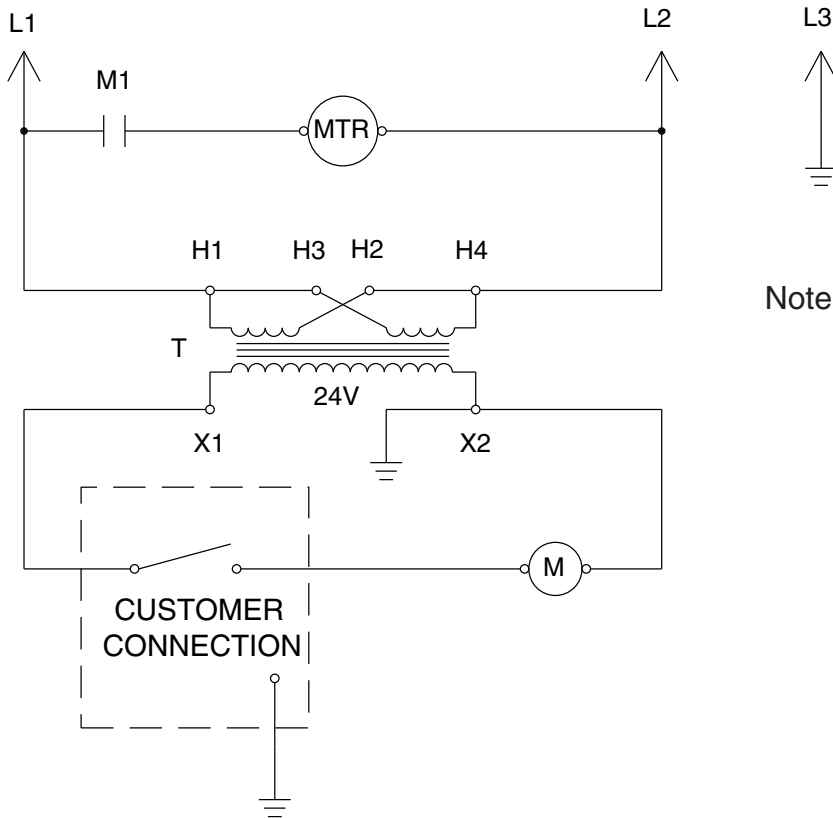 L1
L2
L3
M1
MTR
H1
H3
H2
H4
Note
T
24V
X1
X2
M
CUSTOMER
CONNECTION